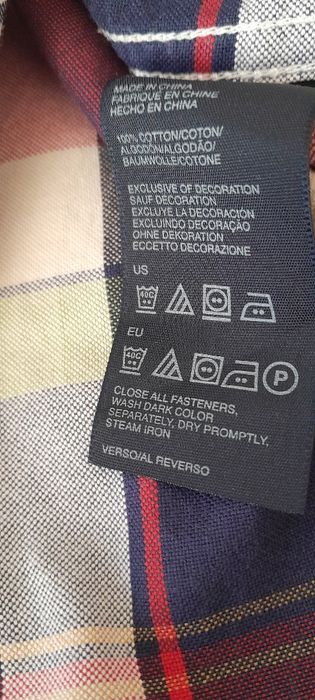 MADE IN CHINA
FABRIQUÉ EN CHINE
HECHO EN CHINA
100% COTTON/COTON/
ALGODÓN/ALGODÃO/
BAUMWOLLE/COTONE
EXCLUSIVE OF DECORATION
SAUF DECORATION
EXCLUYE LA DECORACIÓN
EXCLUINDO DECORAÇÃO
OHNE DEKORATION
ECCETTO DECORAZIONE
US
40C
EU
40C
P
CLOSE ALL FASTENERS,
WASH DARK COLOR
SEPARATELY, DRY PROMPTLY,
STEAM IRON
VERSO/AL REVERSO